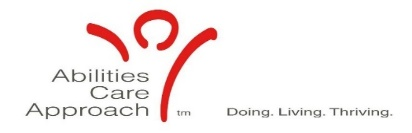 Abilities
Care
Approach tm
Doing. Living. Thriving.